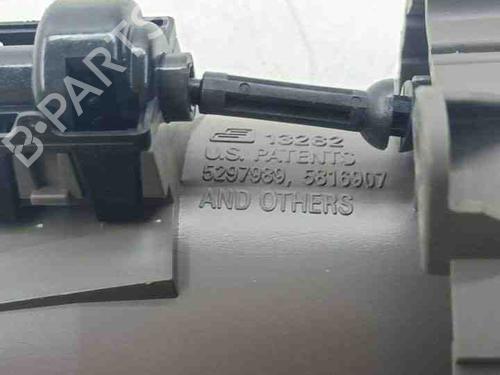 B-PARTS
13282
U.S. PATENTS
5297989, 5816907
AND OTHERS